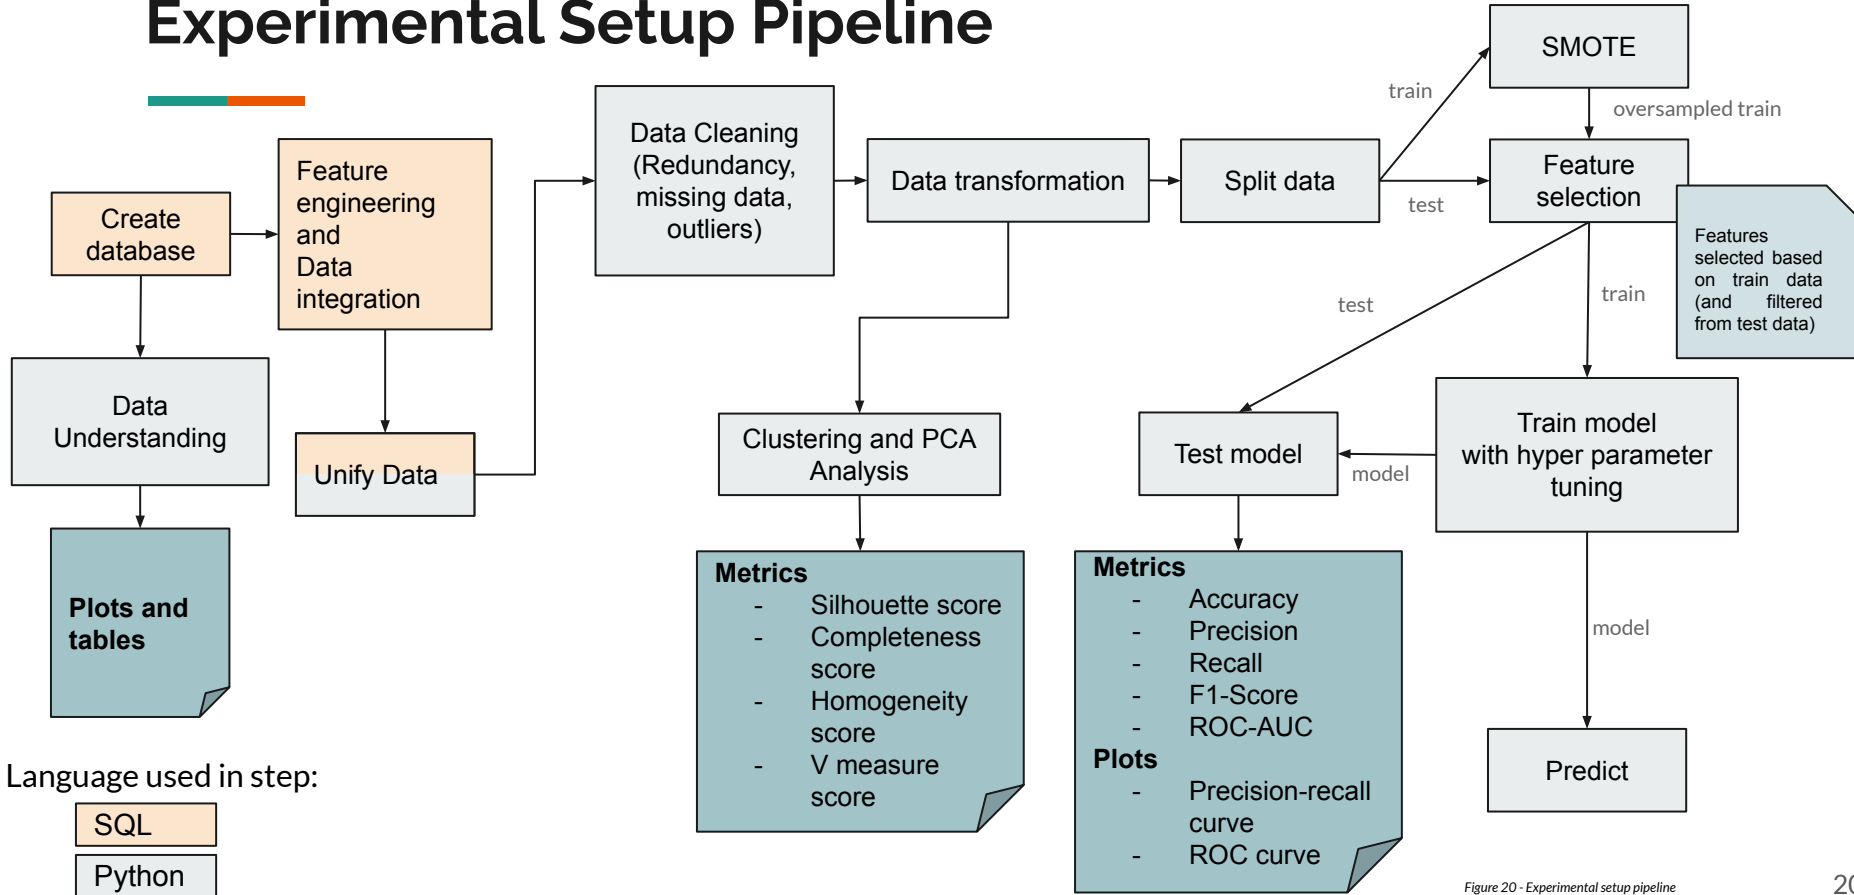 Experimental Setup Pipeline
SMOTE
train
oversampled train
Data Cleaning
(Redundancy,
missing data,
outliers)
Feature
engineering
and
Data
integration
Data transformation
Split data
test
Feature
selection
Create
database
Features
selected based
on train data
(and filtered
from test data)
test
train
Data
Understanding
Unify Data
Clustering and PCA
Analysis
Test model
model
Train model
with hyper parameter
tuning
Plots and
tables
Metrics
- Silhouette score
- Completeness
score
- Homogeneity
score
- V measure
score
Metrics
- Accuracy
- Precision
- Recall
- F1-Score
- ROC-AUC
Plots
- Precision-recall
curve
- ROC curve
model
Predict
Language used in step:
SQL
Python
Figure 20 - Experimental setup pipeline